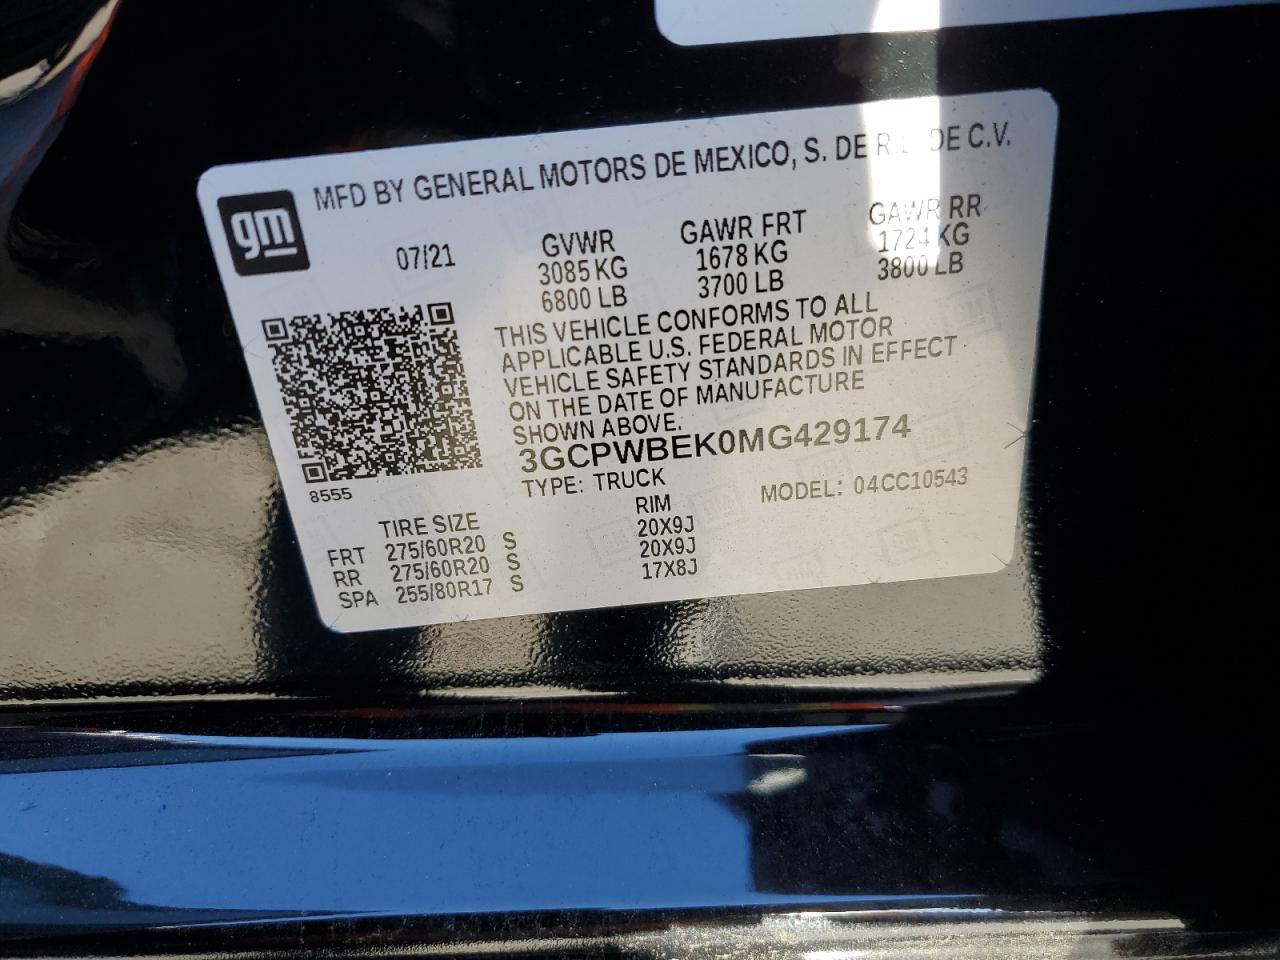 gm
MFD BY GENERAL MOTORS DE MEXICO, S. DE R.L. DE C.V.
07/21
GVWR GAWR FRT GAWR RR
3085 KG 1678 KG 1724 KG
6800 LB 3700 LB 3800 LB
THIS VEHICLE CONFORMS TO ALL
APPLICABLE U.S. FEDERAL MOTOR
VEHICLE SAFETY STANDARDS IN EFFECT
ON THE DATE OF MANUFACTURE
SHOWN ABOVE.
3GCPWBEK0MG429174
TYPE: TRUCK MODEL: 04CC10543
8555
TIRE SIZE RIM
FRT 275/60R20 S 20X9J
RR 275/60R20 S 20X9J
SPA 255/80R17 S 17X8J